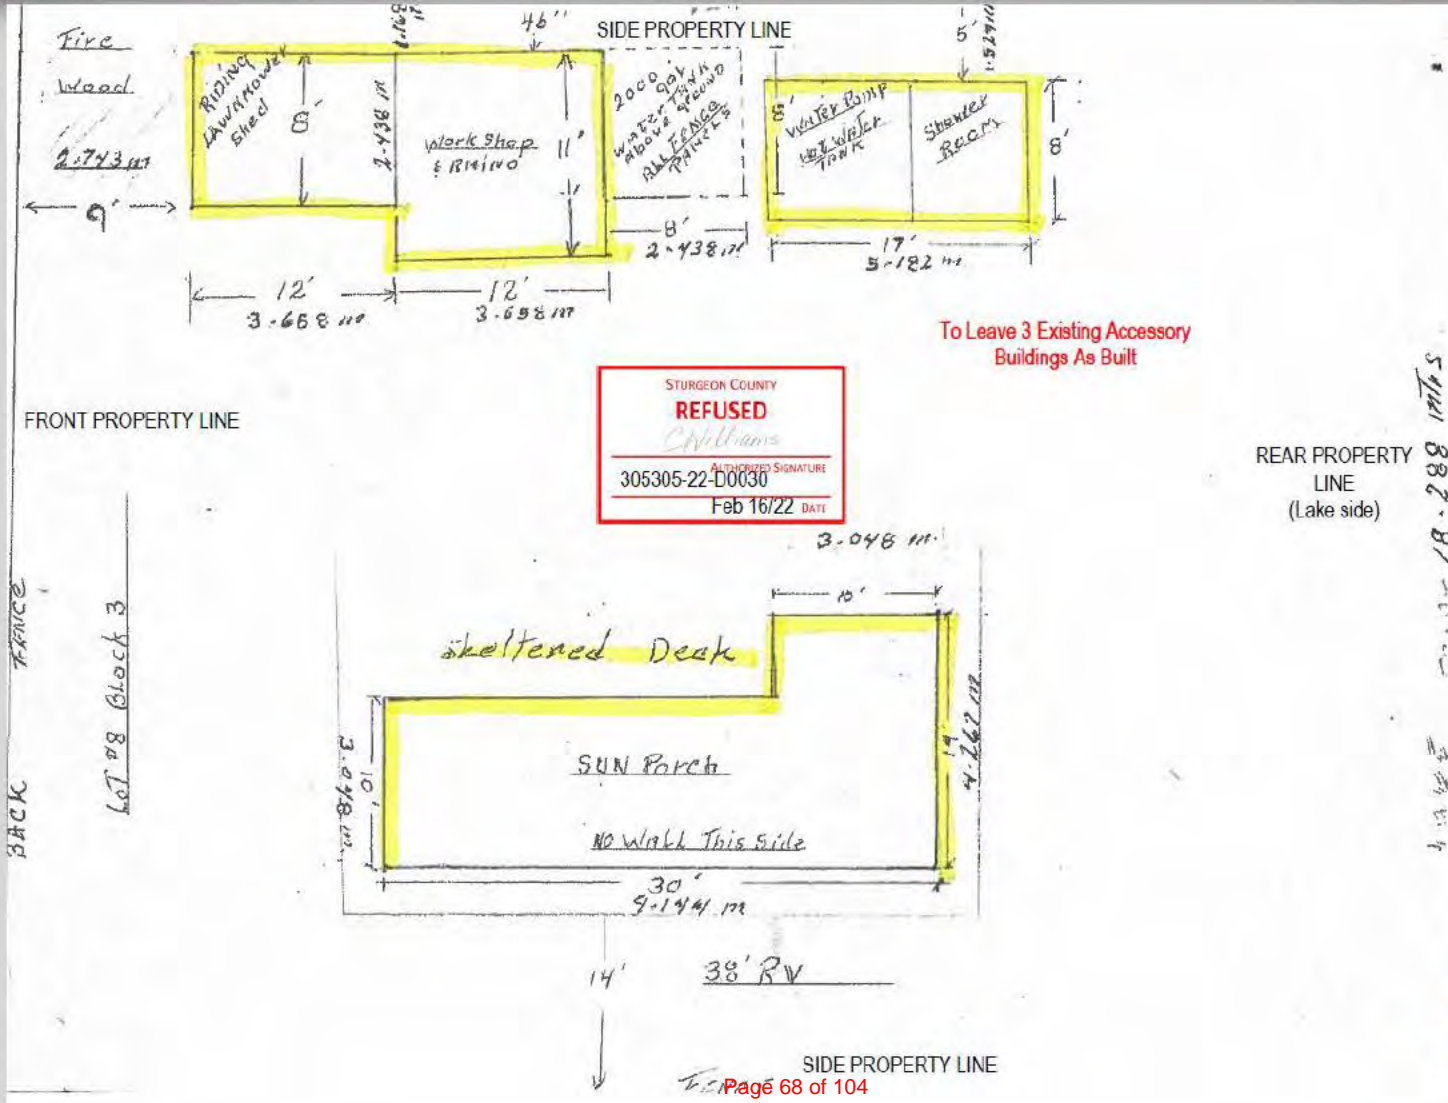 Fire
Wood
2.743 m
9'
RIDING
LAWNMOWER
Shed
8'
2.438 m
46"
SIDE PROPERTY LINE
Work Shop
& RHINO
11'
2000 gal
WATER TANK
Above ground
ALL FENCE
PANELS
8'
2.438 m
5'
8'
Water Pump
Hot Water
TANK
Shower
Room
8'
17'
5.182 m
12'
3.658 m
12'
3.658 m
To Leave 3 Existing Accessory
Buildings As Built
STURGEON COUNTY
REFUSED
CWilliams
AUTHORIZED SIGNATURE
305305-22-D0030
Feb 16/22 DATE
FRONT PROPERTY LINE
REAR PROPERTY
LINE
(Lake side)
BACK FENCE
LOT #8 Block 3
3.048 m.
10'
Skeltered Deck
3.048 m.
10'
SUN Porch
NO WALL This Side
14'
4.267 m
30'
9.144 m
14'
38' RV
SIDE PROPERTY LINE
Page 68 of 104